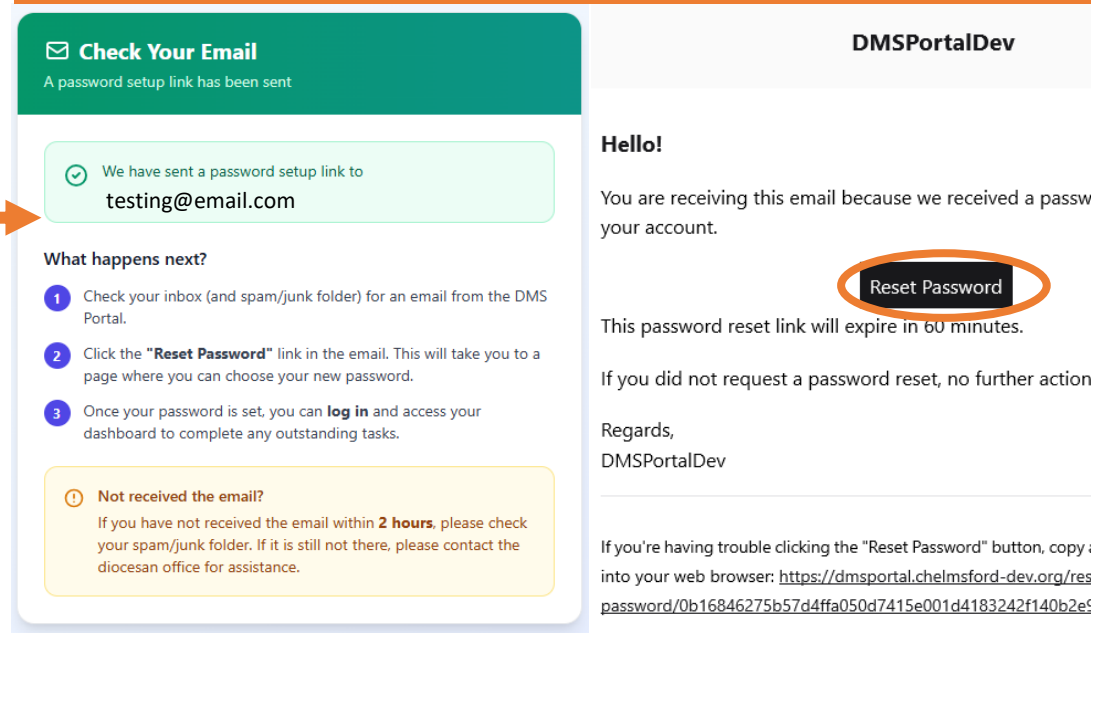 Check Your Email
A password setup link has been sent
We have sent a password setup link to
testing@email.com
What happens next?
1 Check your inbox (and spam/junk folder) for an email from the DMS
Portal.
2 Click the "Reset Password" link in the email. This will take you to a
page where you can choose your new password.
3 Once your password is set, you can log in and access your
dashboard to complete any outstanding tasks.
Not received the email?
If you have not received the email within 2 hours, please check
your spam/junk folder. If it is still not there, please contact the
diocesan office for assistance.
DMSPortalDev
Hello!
You are receiving this email because we received a passw
your account.
Reset Password
This password reset link will expire in 60 minutes.
If you did not request a password reset, no further action
Regards,
DMSPortalDev
If you're having trouble clicking the "Reset Password" button, copy
into your web browser: https://dmsportal.chelmsford-dev.org/res
password/0b16846275b57d4ffa050d7415e001d4183242f140b2e9